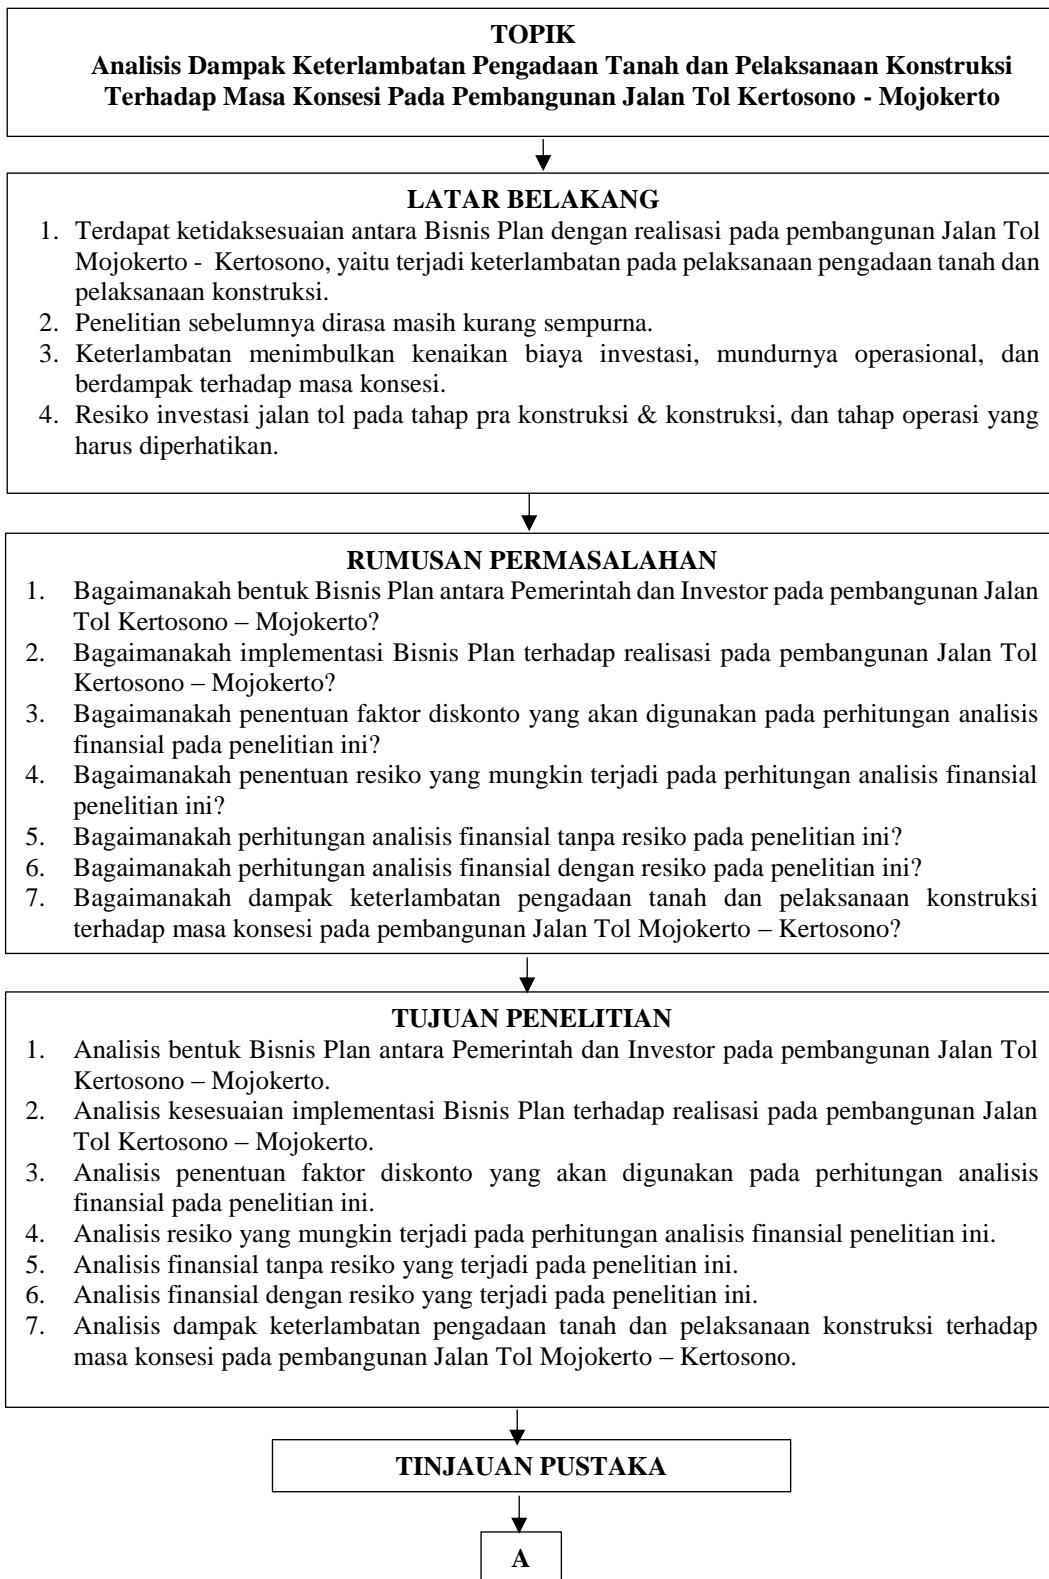 TOPIK
Analisis Dampak Keterlambatan Pengadaan Tanah dan Pelaksanaan Konstruksi
Terhadap Masa Konsesi Pada Pembangunan Jalan Tol Kertosono - Mojokerto
LATAR BELAKANG
1. Terdapat ketidaksesuaian antara Bisnis Plan dengan realisasi pada pembangunan Jalan Tol
Mojokerto - Kertosono, yaitu terjadi keterlambatan pada pelaksanaan pengadaan tanah dan
pelaksanaan konstruksi.
2. Penelitian sebelumnya dirasa masih kurang sempurna.
3. Keterlambatan menimbulkan kenaikan biaya investasi, mundurnya operasional, dan
berdampak terhadap masa konsesi.
4. Resiko investasi jalan tol pada tahap pra konstruksi & konstruksi, dan tahap operasi yang
harus diperhatikan.
RUMUSAN PERMASALAHAN
1. Bagaimanakah bentuk Bisnis Plan antara Pemerintah dan Investor pada pembangunan Jalan
Tol Kertosono – Mojokerto?
2. Bagaimanakah implementasi Bisnis Plan terhadap realisasi pada pembangunan Jalan Tol
Kertosono – Mojokerto?
3. Bagaimanakah penentuan faktor diskonto yang akan digunakan pada perhitungan analisis
finansial pada penelitian ini?
4. Bagaimanakah penentuan resiko yang mungkin terjadi pada perhitungan analisis finansial
penelitian ini?
5. Bagaimanakah perhitungan analisis finansial tanpa resiko pada penelitian ini?
6. Bagaimanakah perhitungan analisis finansial dengan resiko pada penelitian ini?
7. Bagaimanakah dampak keterlambatan pengadaan tanah dan pelaksanaan konstruksi
terhadap masa konsesi pada pembangunan Jalan Tol Mojokerto – Kertosono?
TUJUAN PENELITIAN
1. Analisis bentuk Bisnis Plan antara Pemerintah dan Investor pada pembangunan Jalan Tol
Kertosono – Mojokerto.
2. Analisis kesesuaian implementasi Bisnis Plan terhadap realisasi pada pembangunan Jalan
Tol Kertosono – Mojokerto.
3. Analisis penentuan faktor diskonto yang akan digunakan pada perhitungan analisis
finansial pada penelitian ini.
4. Analisis resiko yang mungkin terjadi pada perhitungan analisis finansial penelitian ini.
5. Analisis finansial tanpa resiko yang terjadi pada penelitian ini.
6. Analisis finansial dengan resiko yang terjadi pada penelitian ini.
7. Analisis dampak keterlambatan pengadaan tanah dan pelaksanaan konstruksi terhadap
masa konsesi pada pembangunan Jalan Tol Mojokerto – Kertosono.
TINJAUAN PUSTAKA
A